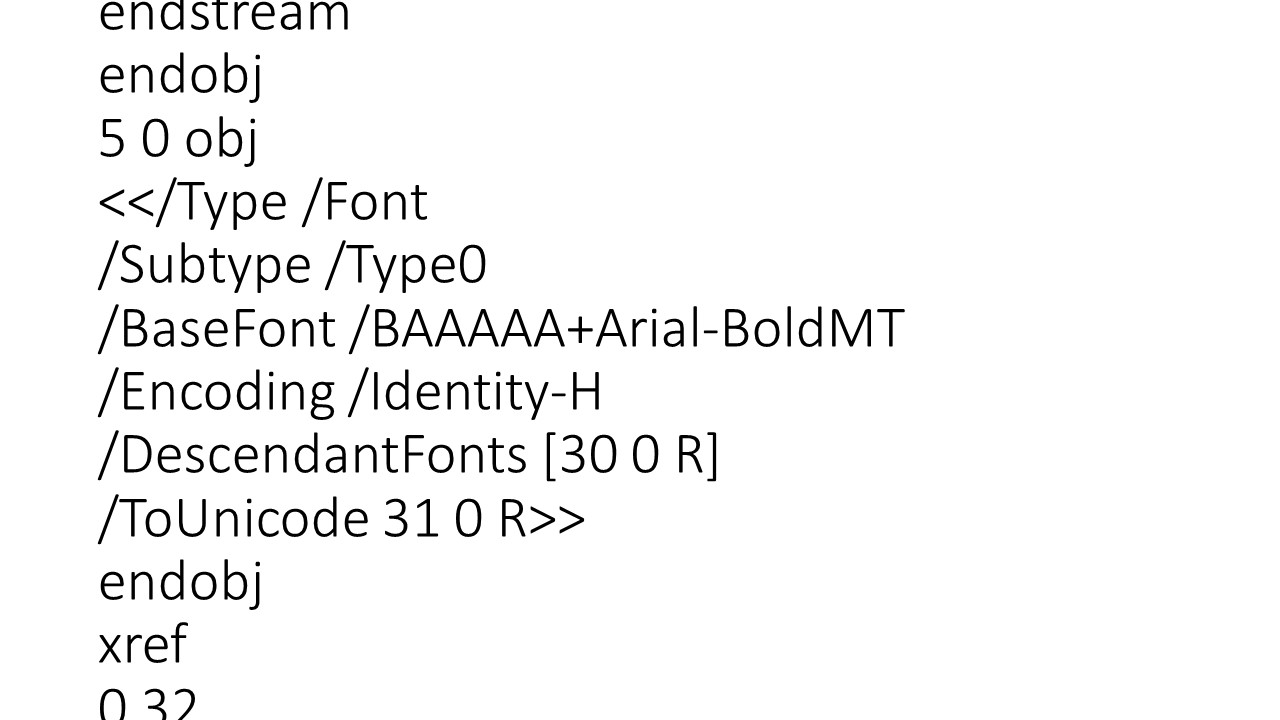 endstream
endobj
5 0 obj
<</Type /Font
/Subtype /Type0
/BaseFont /BAAAAA+Arial-BoldMT
/Encoding /Identity-H
/DescendantFonts [30 0 R]
/ToUnicode 31 0 R>>
endobj
xref
0 32